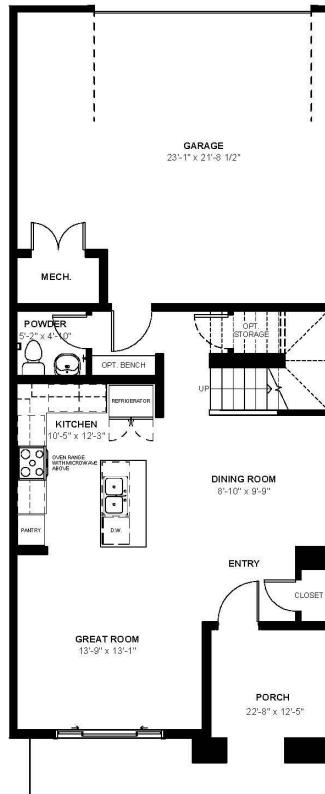 GARAGE
23'-1" x 21'-8 1/2"
MECH.
POWDER
5'-2" x 4'-10"
OPT.
STORAGE
OPT. BENCH
UP
REFRIGERATOR
KITCHEN
10'-5" x 12'-3"
OVEN RANGE
WITH MICROWAVE
ABOVE
DINING ROOM
8'-10" x 9'-9"
PANTRY
D.W.
ENTRY
CLOSET
GREAT ROOM
13'-9" x 13'-1"
PORCH
22'-8" x 12'-5"